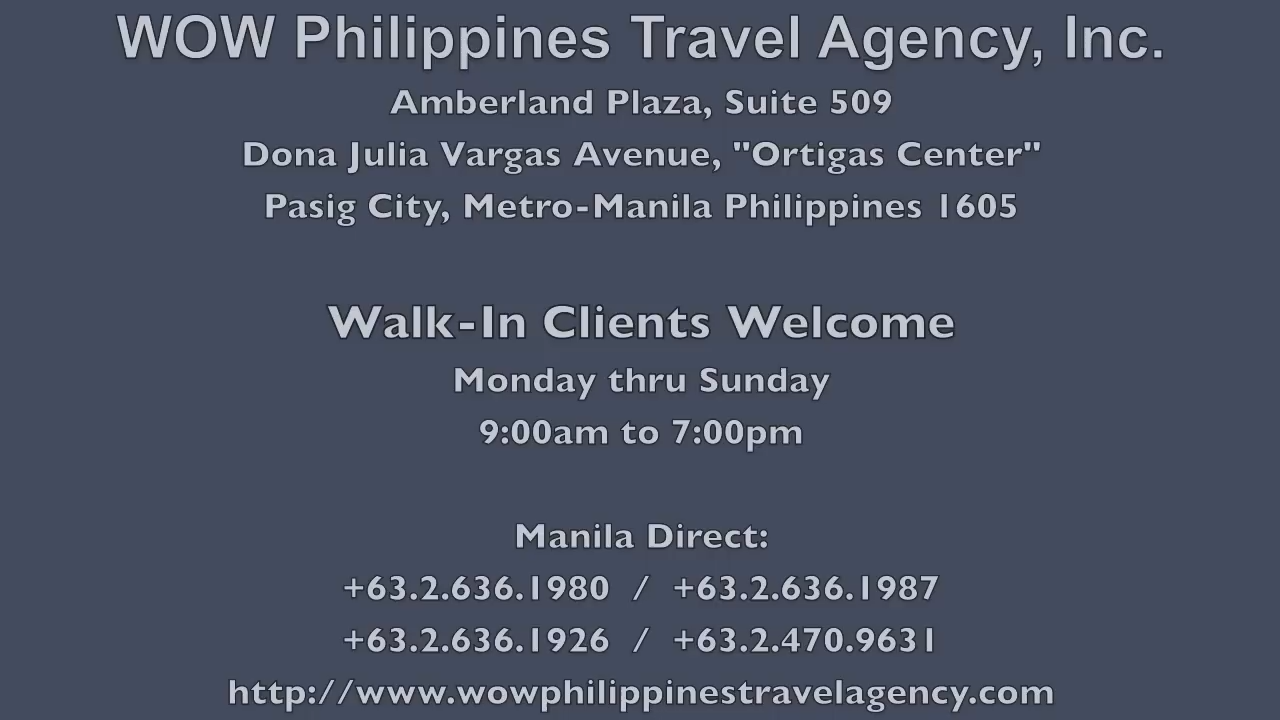 WOW Philippines Travel Agency, Inc.
Amberland Plaza, Suite 509
Dona Julia Vargas Avenue, "Ortigas Center"
Pasig City, Metro-Manila Philippines 1605
Walk-In Clients Welcome
Monday thru Sunday
9:00am to 7:00pm
Manila Direct:
+63.2.636.1980 / +63.2.636.1987
+63.2.636.1926 / +63.2.470.9631
http://www.wowphilippinestravelagency.com